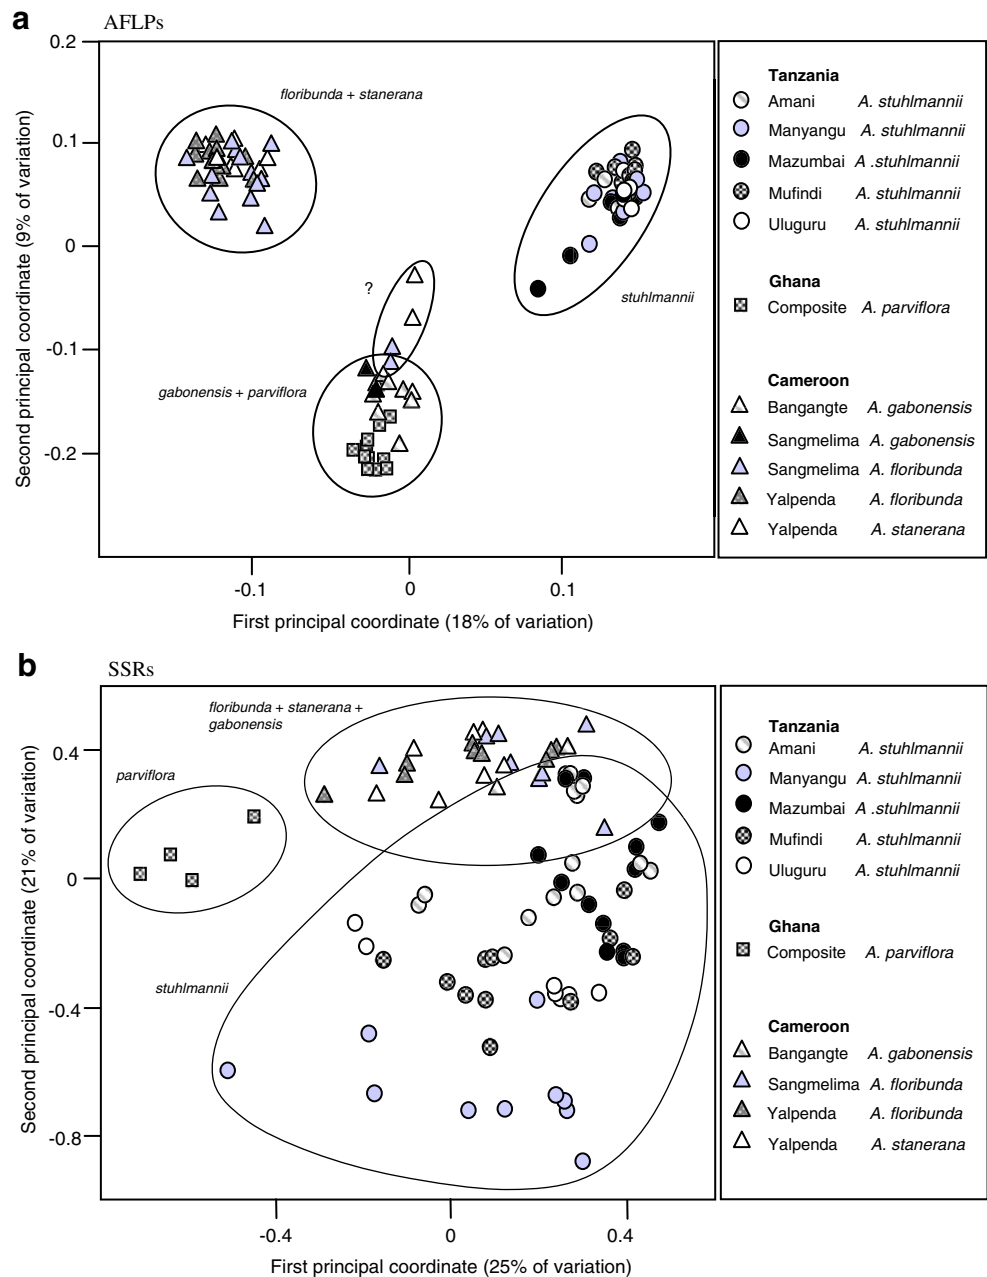 a
AFLPs
0.2
0.1
0
-0.1
-0.2
Second principal coordinate (9% of variation)
floribunda + stanerana
?
stuhlmannii
gabonensis + parviflora
-0.1
0
0.1
First principal coordinate (18% of variation)
Tanzania
Amani A. stuhlmannii
Manyangu A. stuhlmannii
Mazumbai A .stuhlmannii
Mufindi A. stuhlmannii
Uluguru A. stuhlmannii
Ghana
Composite A. parviflora
Cameroon
Bangangte A. gabonensis
Sangmelima A. gabonensis
Sangmelima A. floribunda
Yalpenda A. floribunda
Yalpenda A. stanerana
b
SSRs
0.4
0
-0.4
-0.8
Second principal coordinate (21% of variation)
floribunda + stanerana +
gabonensis
parviflora
stuhlmannii
-0.4
0
0.4
First principal coordinate (25% of variation)
Tanzania
Amani A. stuhlmannii
Manyangu A. stuhlmannii
Mazumbai A .stuhlmannii
Mufindi A. stuhlmannii
Uluguru A. stuhlmannii
Ghana
Composite A. parviflora
Cameroon
Bangangte A. gabonensis
Sangmelima A. floribunda
Yalpenda A. floribunda
Yalpenda A. stanerana